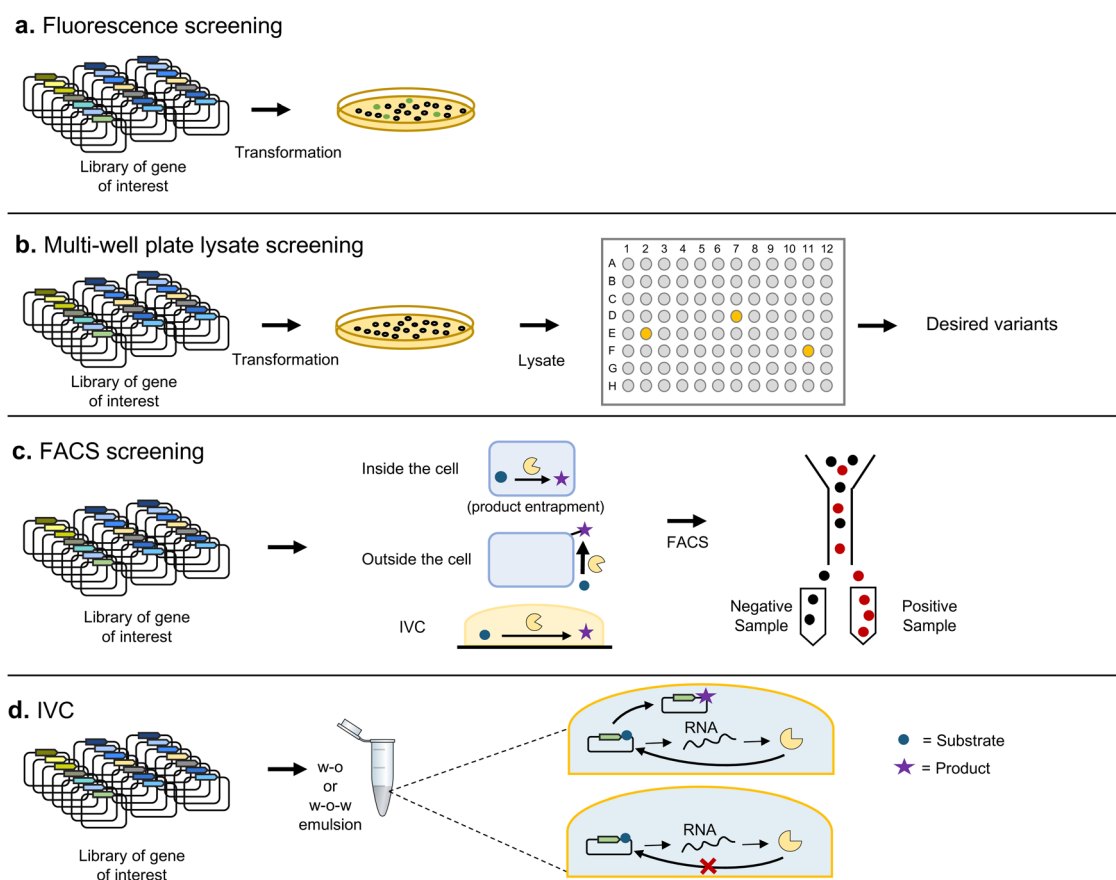 a. Fluorescence screening
Transformation
Library of gene
of interest
b. Multi-well plate lysate screening
1 2 3 4 5 6 7 8 9 10 11 12
A
B
C
D
E
F
G
H
Transformation
Lysate
Desired variants
Library of gene
of interest
c. FACS screening
Inside the cell
(product entrapment)
Outside the cell
IVC
FACS
Negative
Sample
Positive
Sample
Library of gene
of interest
d. IVC
w-o
or
w-o-w
emulsion
RNA
RNA
= Substrate
= Product
Library of gene
of interest